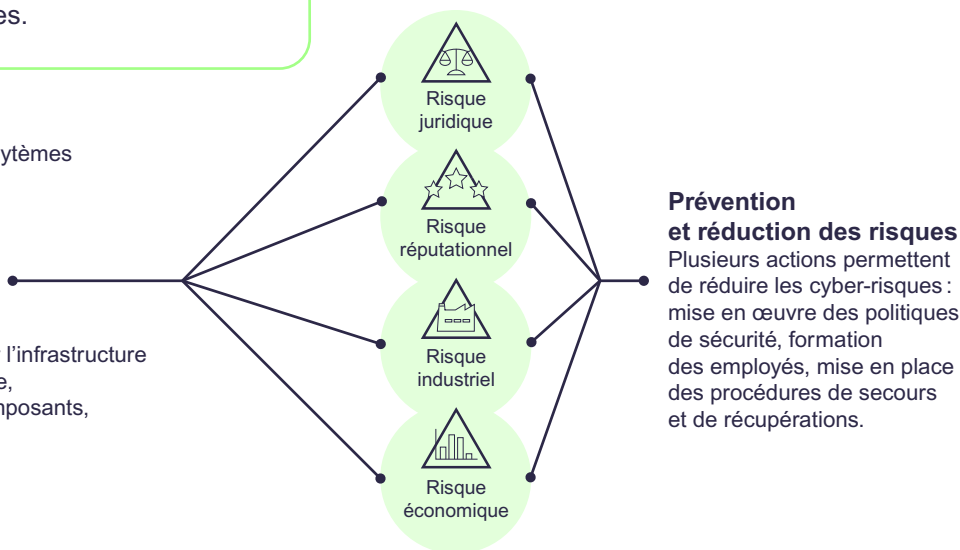 es.
ytèmes
l’infrastructure
e,
mposants,
Risque
juridique
Risque
réputationnel
Risque
industriel
Risque
économique
Prévention
et réduction des risques
Plusieurs actions permettent
de réduire les cyber-risques :
mise en œuvre des politiques
de sécurité, formation
des employés, mise en place
des procédures de secours
et de récupérations.